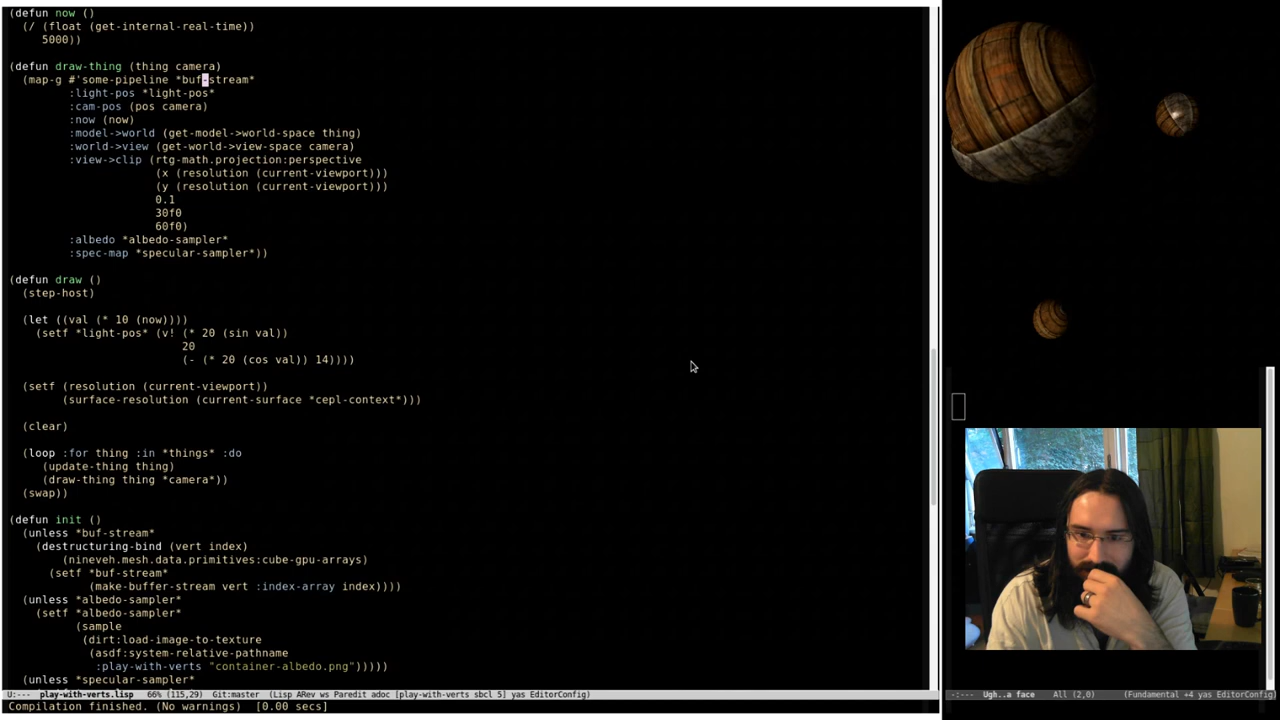 (defun now ()
  (/ (float (get-internal-real-time))
     5000))

(defun draw-thing (thing camera)
  (map-g #'some-pipeline *buf-stream*
         :light-pos *light-pos*
         :cam-pos (pos camera)
         :now (now)
         :model->world (get-model->world-space thing)
         :world->view (get-world->view-space camera)
         :view->clip (rtg-math.projection:perspective
                      (x (resolution (current-viewport)))
                      (y (resolution (current-viewport)))
                      0.1
                      30f0
                      60f0)
         :albedo *albedo-sampler*
         :spec-map *specular-sampler*))

(defun draw ()
  (step-host)

  (let ((val (* 10 (now))))
    (setf *light-pos* (v! (* 20 (sin val))
                          20
                          (- (* 20 (cos val)) 14))))

  (setf (resolution (current-viewport))
        (surface-resolution (current-surface *cepl-context*)))

  (clear)

  (loop :for thing :in *things* :do
     (update-thing thing)
     (draw-thing thing *camera*))
  (swap))

(defun init ()
  (unless *buf-stream*
    (destructuring-bind (vert index)
        (nineveh.mesh.data.primitives:cube-gpu-arrays)
      (setf *buf-stream*
            (make-buffer-stream vert :index-array index))))
  (unless *albedo-sampler*
    (setf *albedo-sampler*
          (sample
           (dirt:load-image-to-texture
            (asdf:system-relative-pathname
             :play-with-verts "container-albedo.png")))))
  (unless *specular-sampler*
U:--- play-with-verts.lisp 66% (115,29) Git:master (Lisp ARev ws Paredit adoc [play-with-verts sbcl 5] yas EditorConfig)
-:--- Ugh..a face All (2,0) (Fundamental +4 yas EditorConfig)
Compilation finished. (No warnings) [0.00 secs]